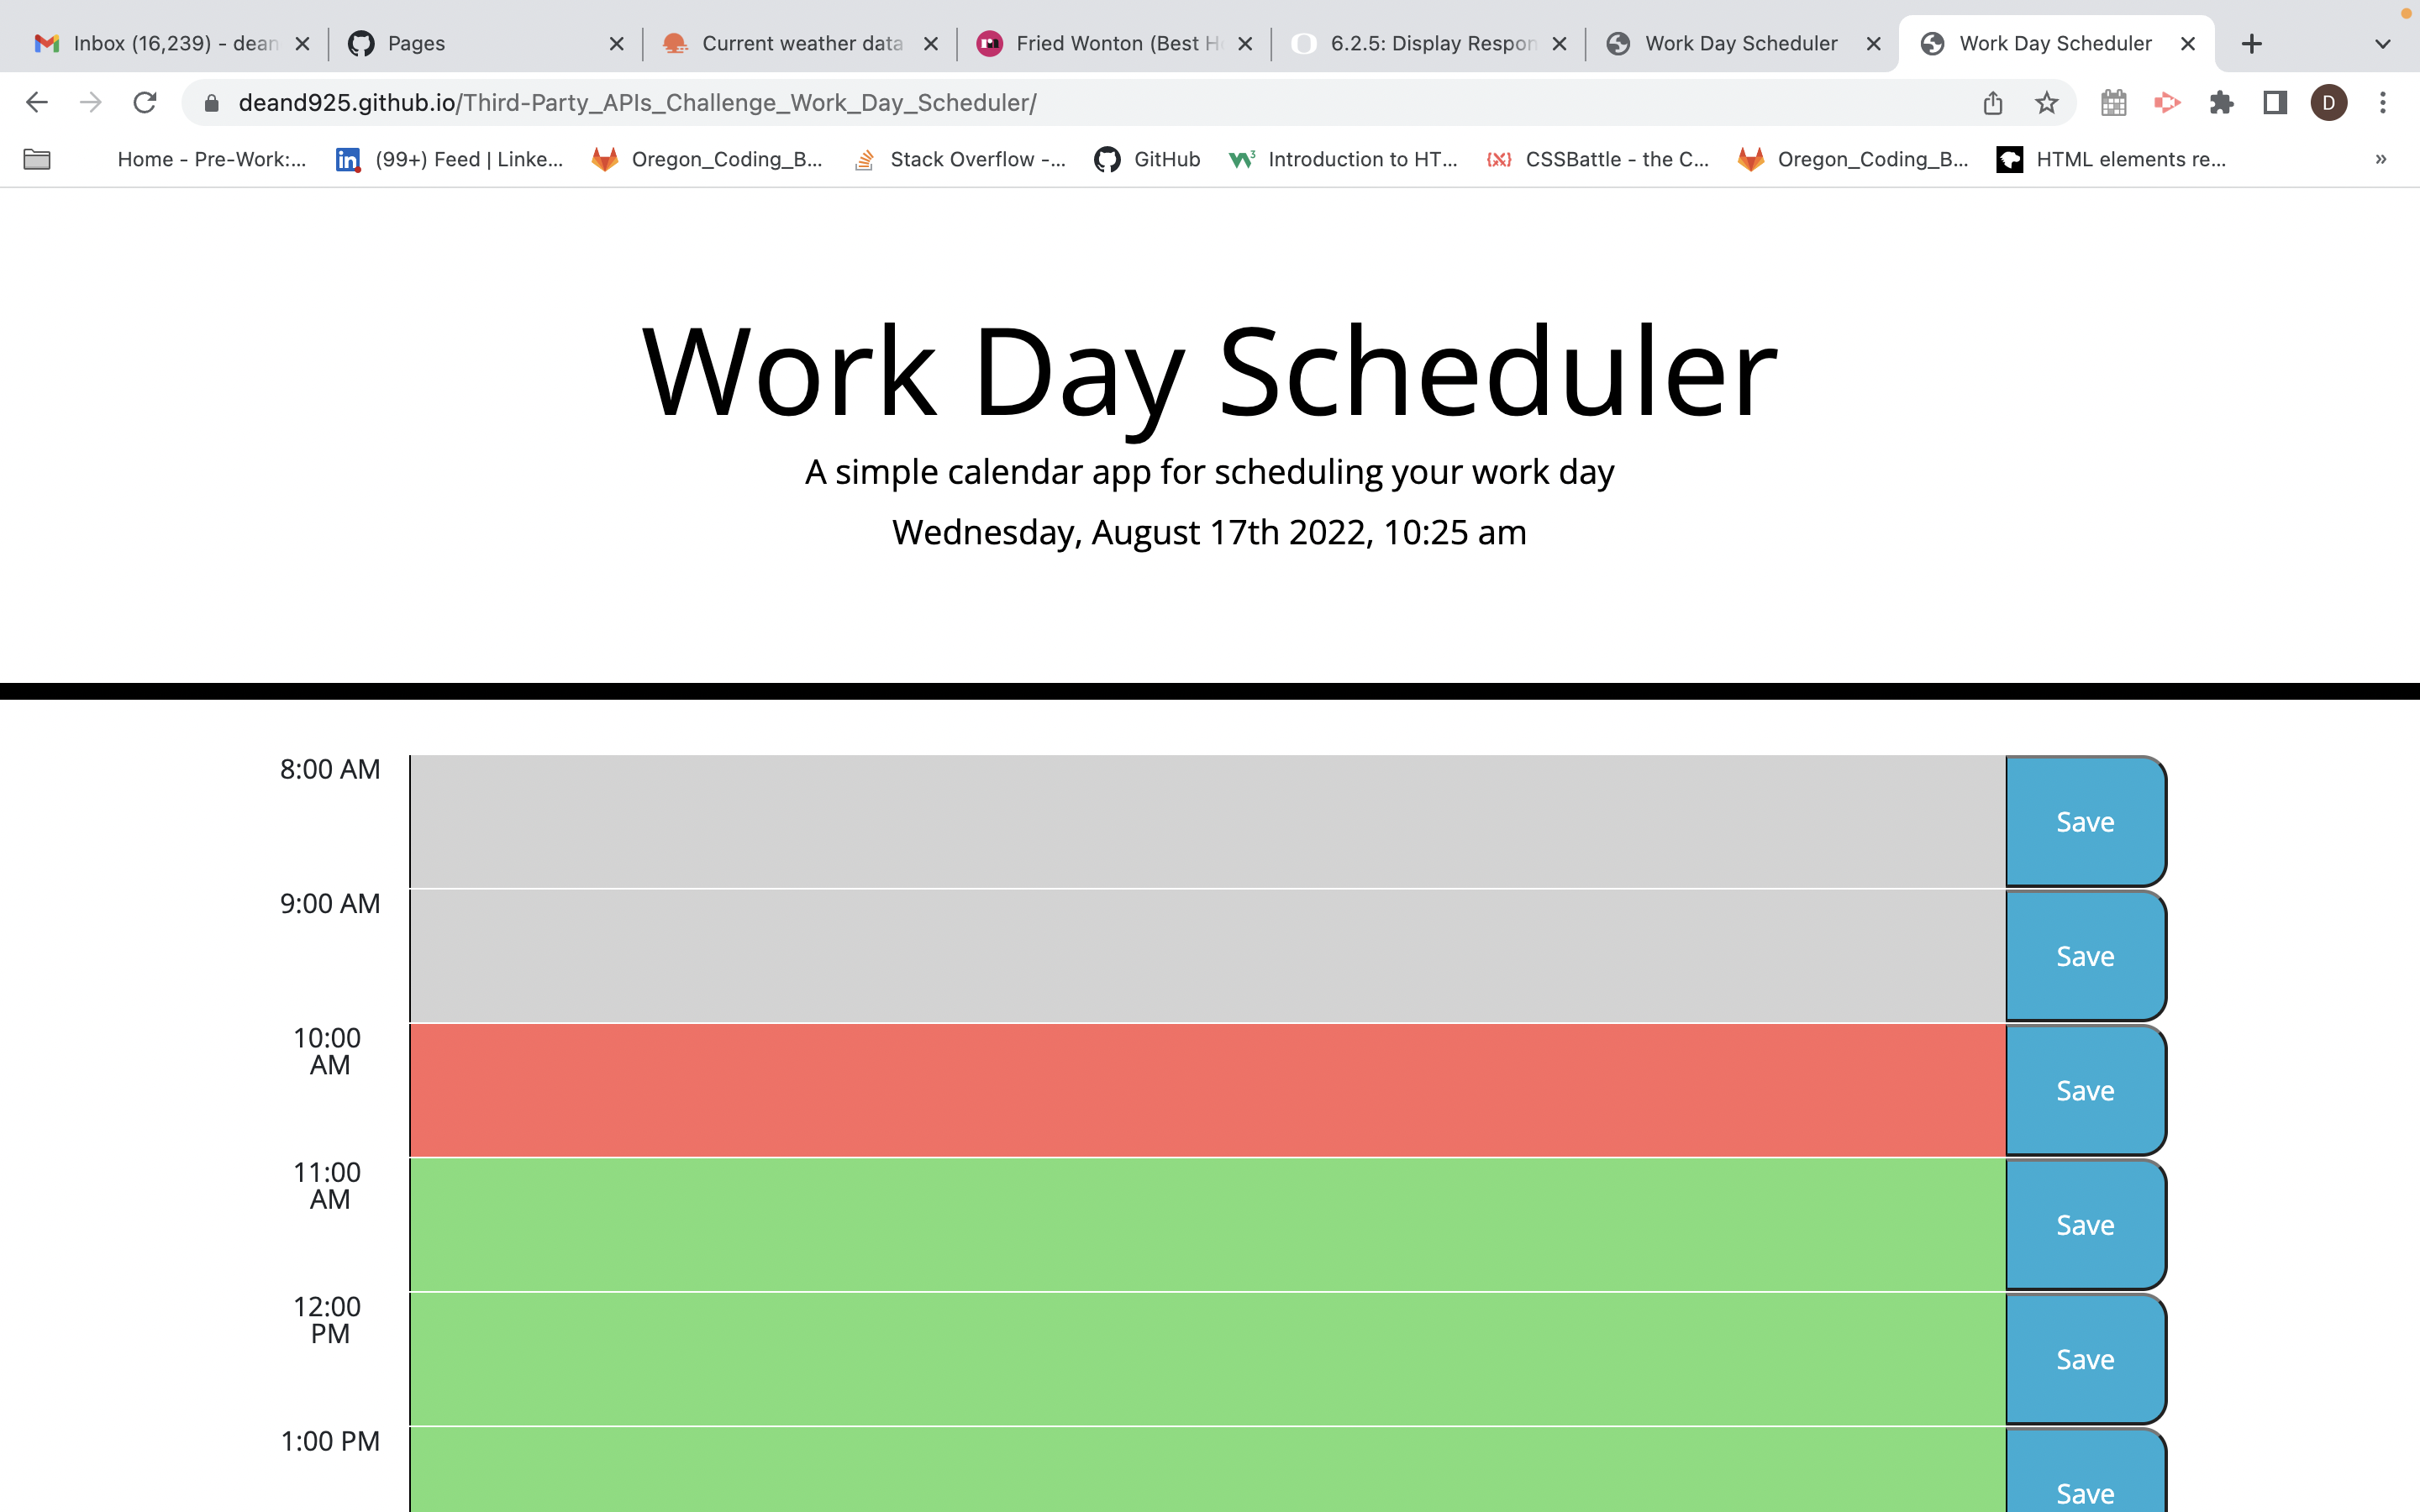 Inbox (16,239) - dean
Pages
Current weather data
Fried Wonton (Best H
6.2.5: Display Respon
Work Day Scheduler
Work Day Scheduler
deand925.github.io/Third-Party_APIs_Challenge_Work_Day_Scheduler/
D
Home - Pre-Work:...
in
(99+) Feed | Linke...
Oregon_Coding_B...
Stack Overflow -...
GitHub
Introduction to HT...
CSSBattle - the C...
Oregon_Coding_B...
HTML elements re...
»
Work Day Scheduler
A simple calendar app for scheduling your work day
Wednesday, August 17th 2022, 10:25 am
8:00 AM
Save
9:00 AM
Save
10:00
AM
Save
11:00
AM
Save
12:00
PM
Save
1:00 PM
Save